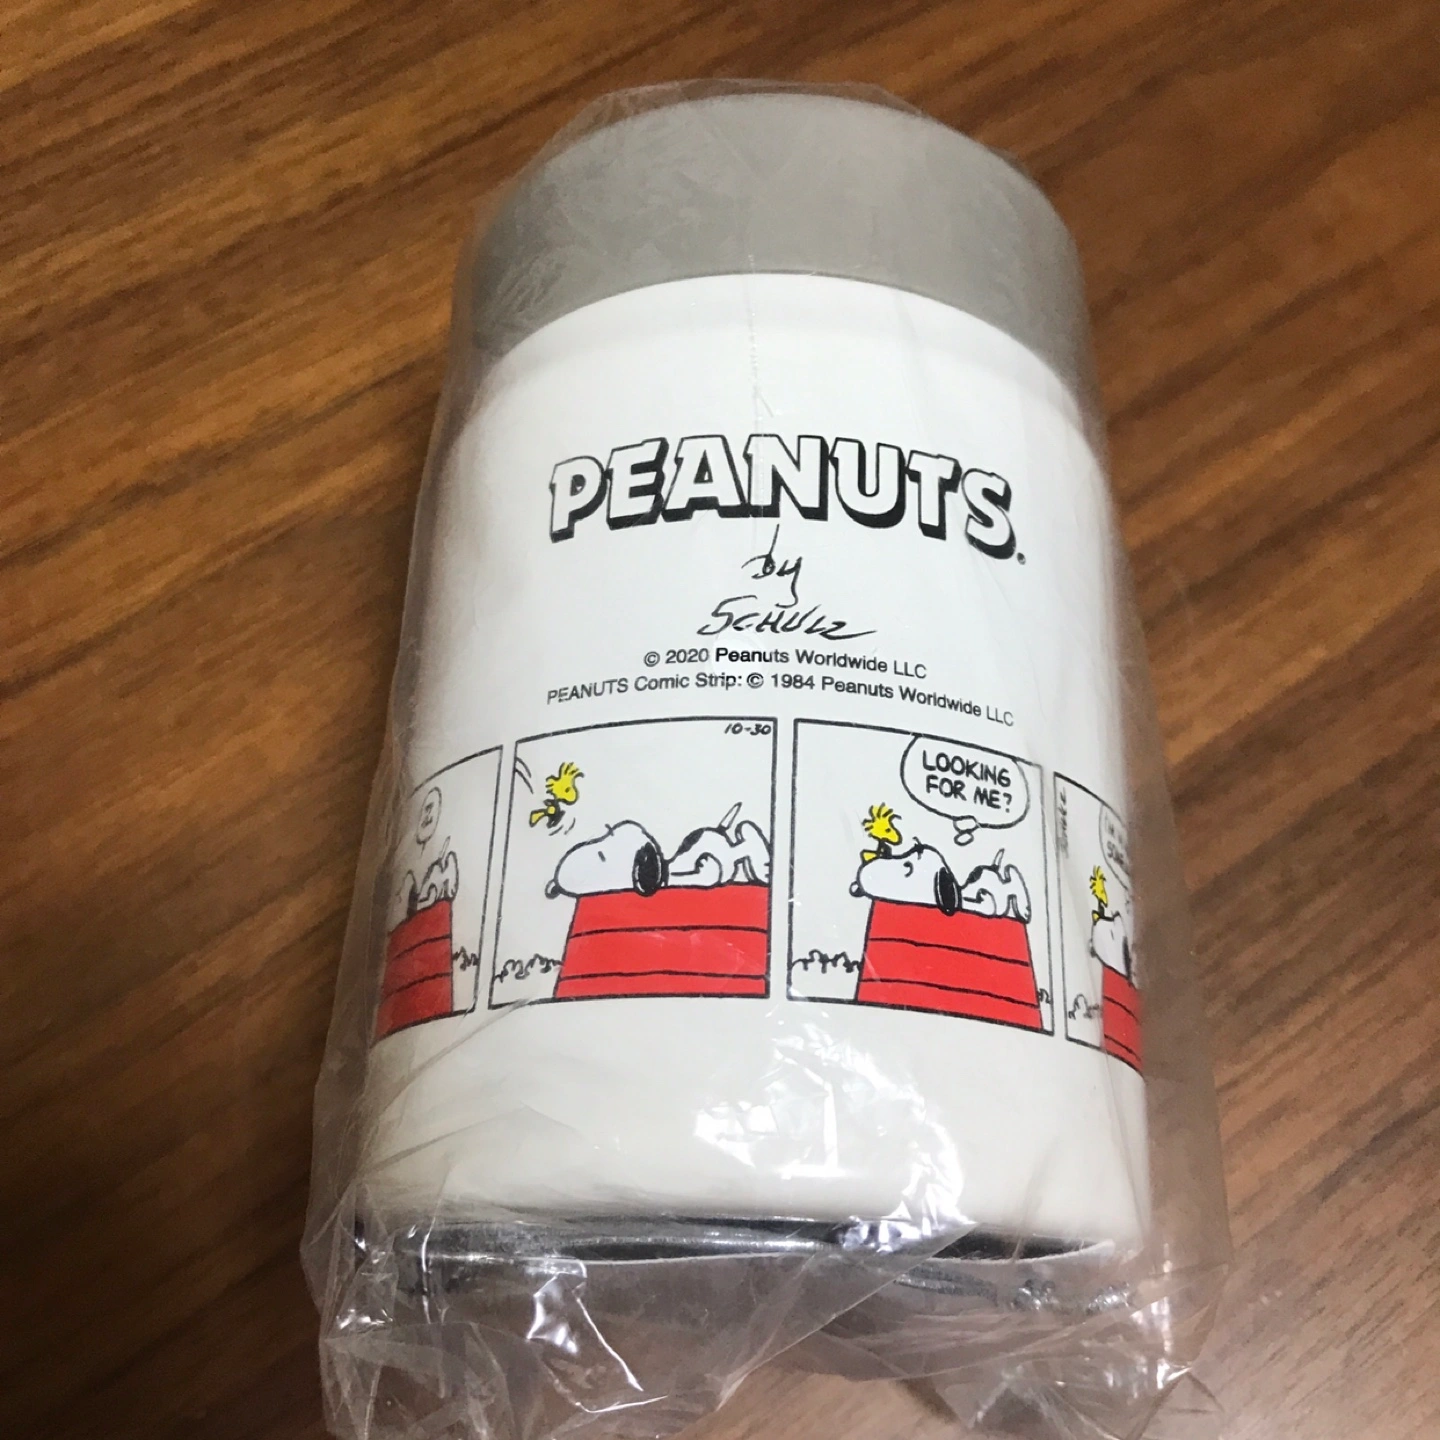 PEANUTS®
by
SCHULZ
© 2020 Peanuts Worldwide LLC
PEANUTS Comic Strip: © 1984 Peanuts Worldwide LLC
10-30
Z
LOOKING
FOR ME?